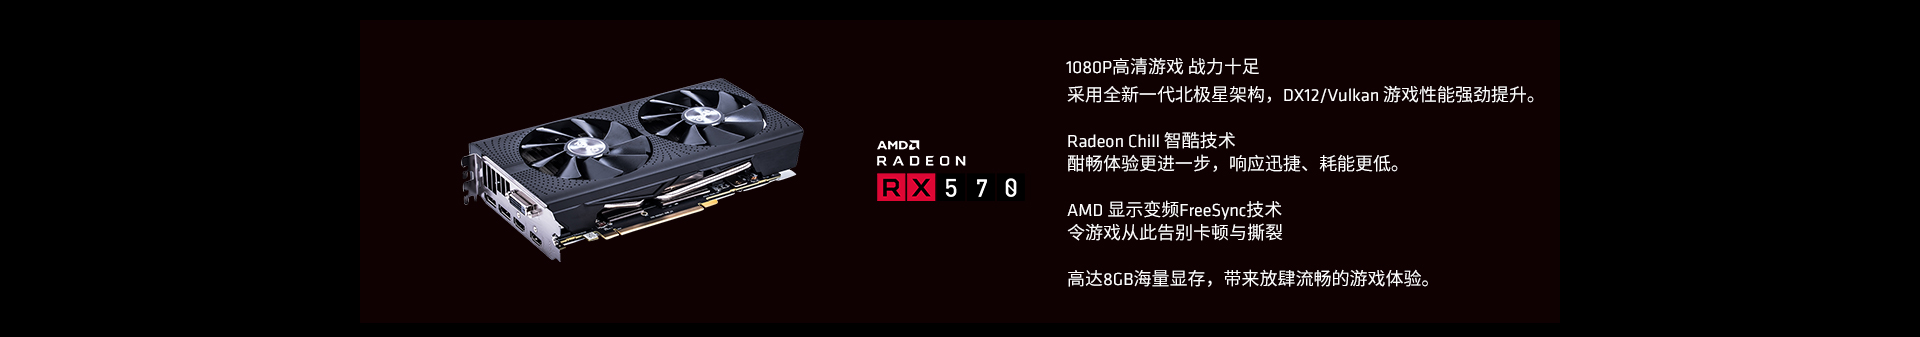 AMD
RADEON
RX 570
1080P高清游戏 战力十足
采用全新一代北极星架构，DX12/Vulkan 游戏性能强劲提升。
Radeon Chill 智酷技术
酣畅体验更进一步，响应迅捷、耗能更低。
AMD 显示变频FreeSync技术
令游戏从此告别卡顿与撕裂
高达8GB海量显存，带来放肆流畅的游戏体验。